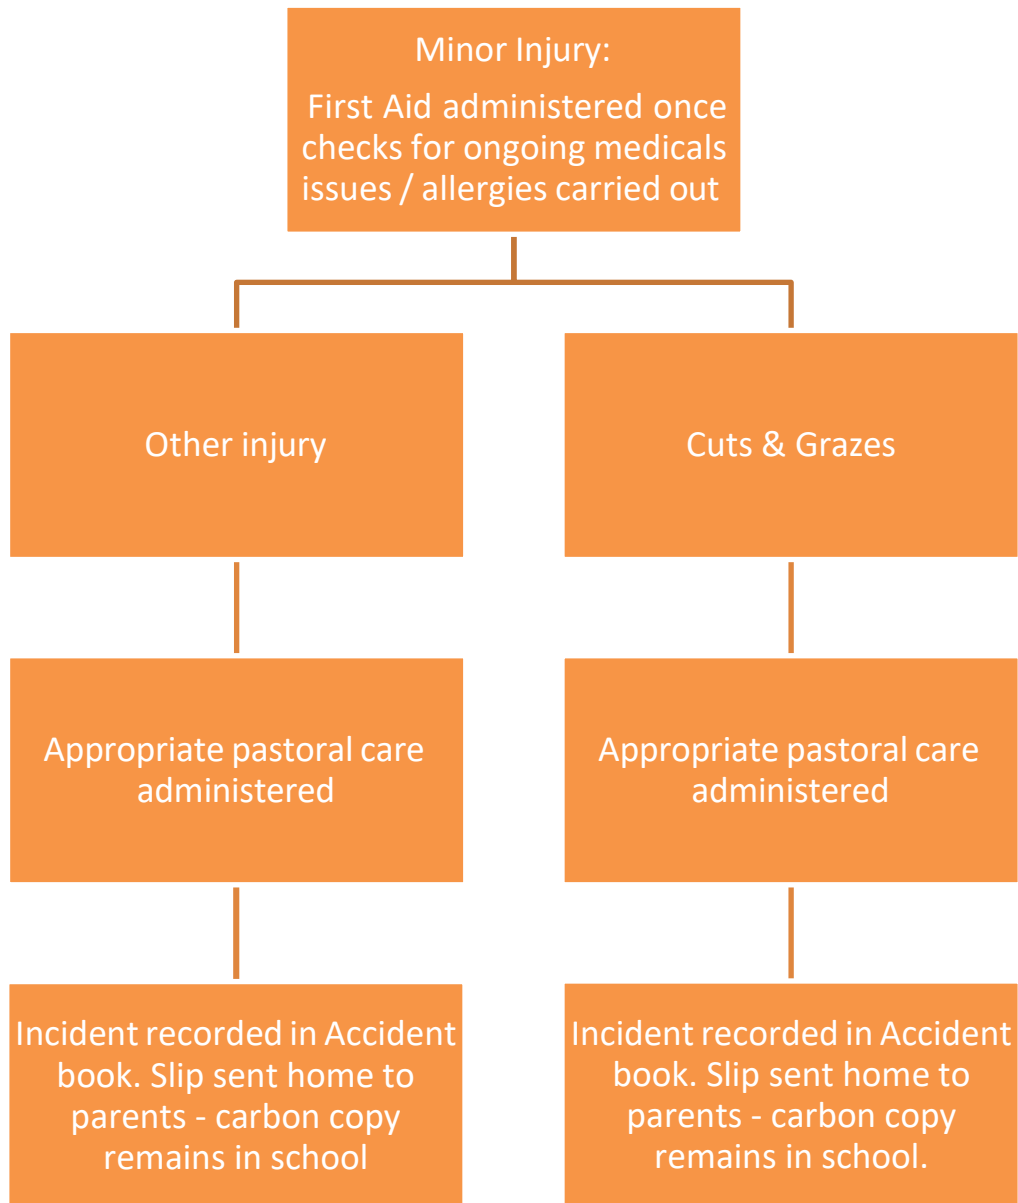 Minor Injury:
First Aid administered once
checks for ongoing medicals
issues / allergies carried out
Other injury
Cuts & Grazes
Appropriate pastoral care
administered
Appropriate pastoral care
administered
Incident recorded in Accident
book. Slip sent home to
parents - carbon copy
remains in school
Incident recorded in Accident
book. Slip sent home to
parents - carbon copy
remains in school.